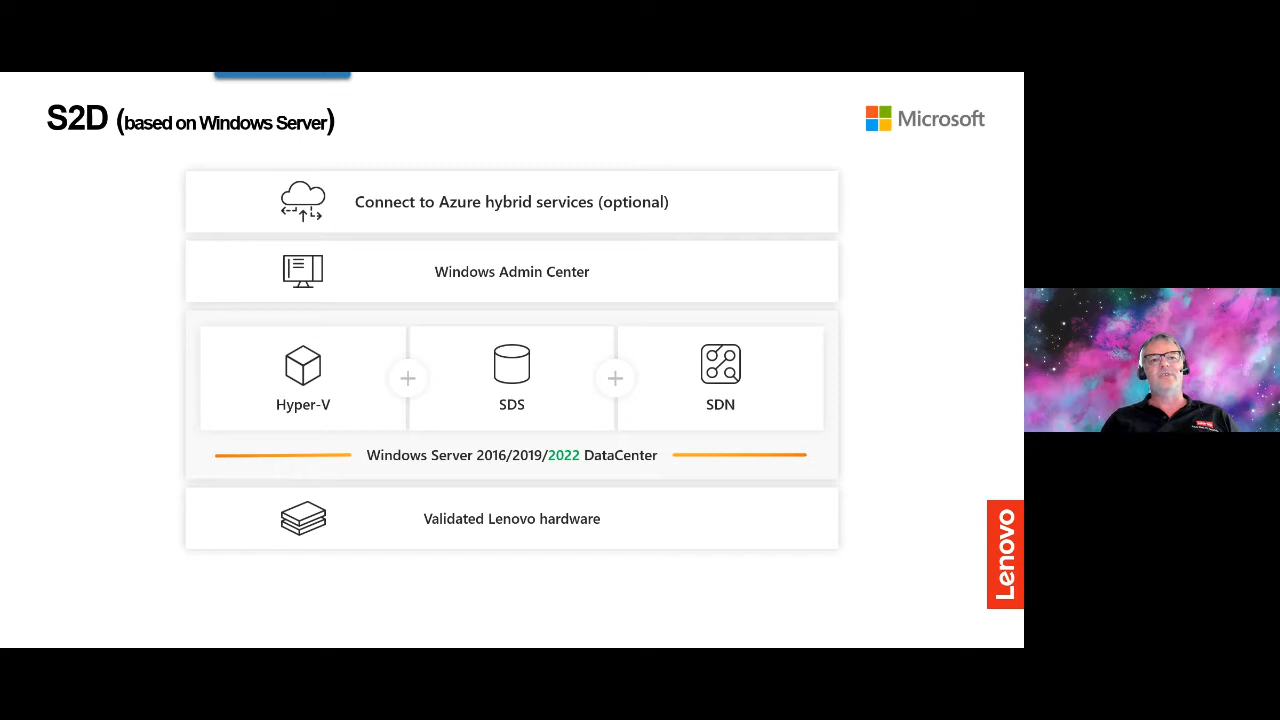 S2D (based on Windows Server)
Microsoft
Connect to Azure hybrid services (optional)
Windows Admin Center
Hyper-V
SDS
SDN
Windows Server 2016/2019/2022 DataCenter
Validated Lenovo hardware
Lenovo